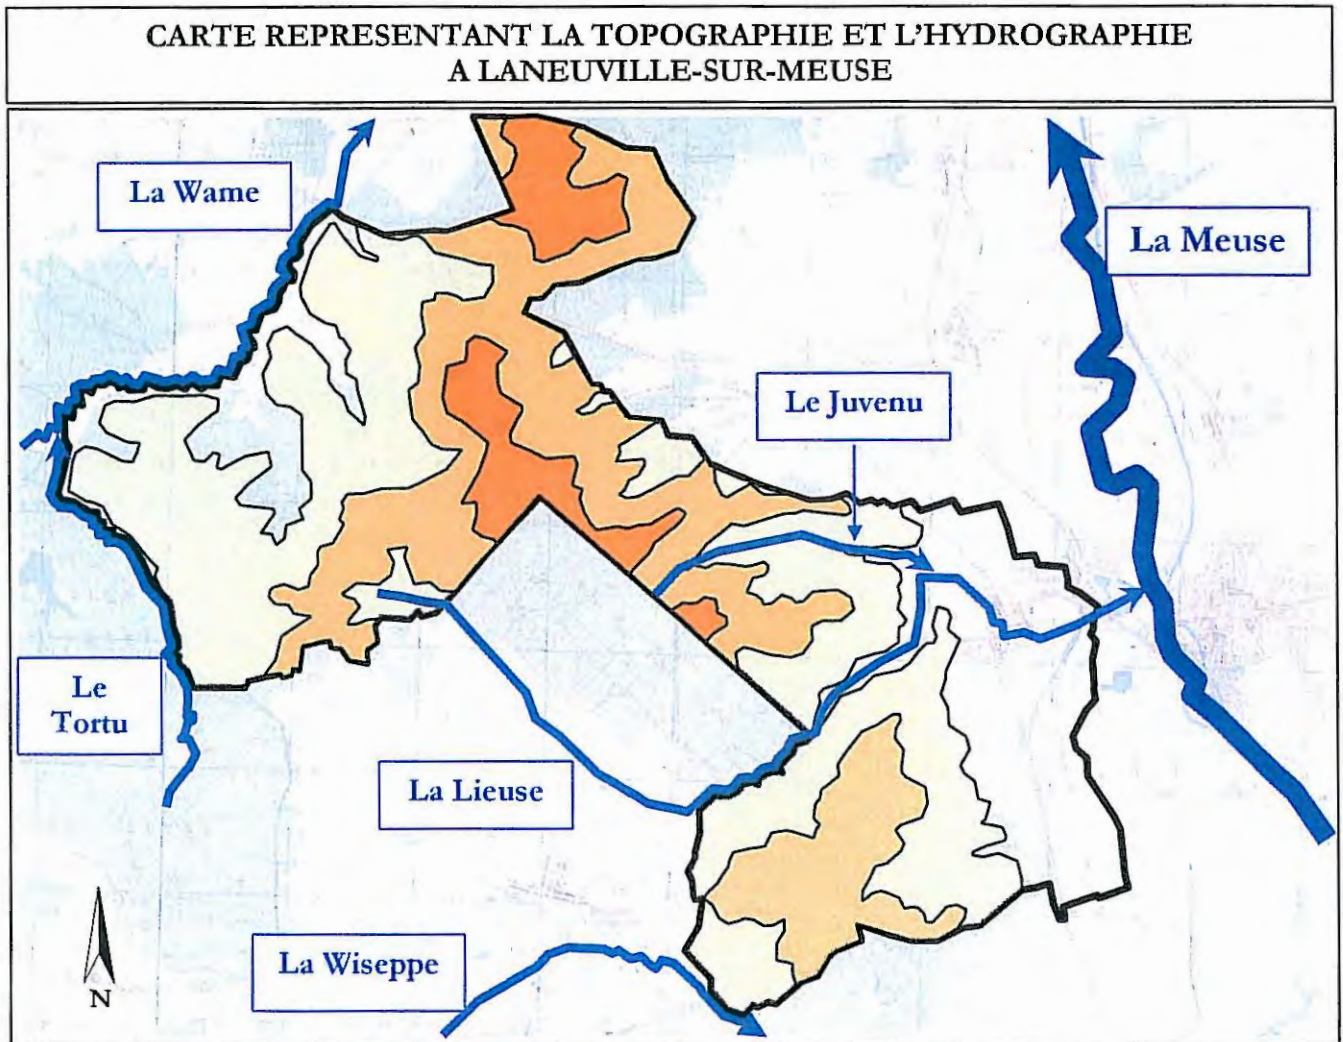 CARTE REPRESENTANT LA TOPOGRAPHIE ET L'HYDROGRAPHIE
A LANEUVILLE-SUR-MEUSE
La Wame
La Meuse
Le Juvenu
Le
Tortu
La Lieuse
La Wiseppe
N